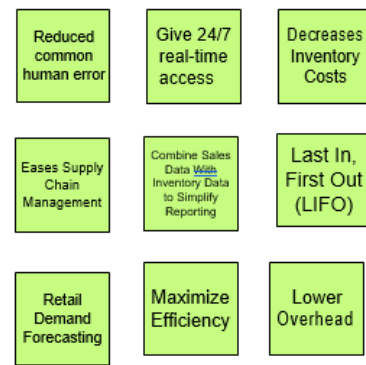 Reduced
common
human error
Give 24/7
real-time
access
Decreases
Inventory
Costs
Eases Supply
Chain
Management
Combine Sales
Data With
Inventory Data
to Simplify
Reporting
Last In,
First Out
(LIFO)
Retail
Demand
Forecasting
Maximize
Efficiency
Lower
Overhead